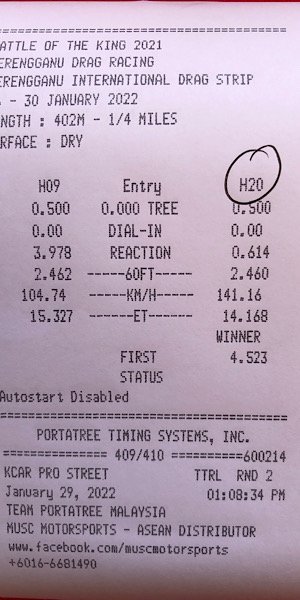 ATTLE OF THE KING 2021
ERENGGANU DRAG RACING
ERENGGANU INTERNATIONAL DRAG STRIP
- 30 JANUARY 2022
NGTH : 402M - 1/4 MILES
RFACE : DRY
H09 Entry H20
0.500 0.000 TREE 0.500
0.00 DIAL-IN 0.00
3.978 REACTION 0.614
2.462 -----60FT----- 2.460
104.74 ------KM/H------ 141.16
15.327 ------ET------ 14.168
WINNER
FIRST 4.523
STATUS
Autostart Disabled
PORTATREE TIMING SYSTEMS, INC.
============ 409/410 ===========600214
KCAR PRO STREET TTRL RND 2
January 29, 2022 01:08:34 PM
TEAM PORTATREE MALAYSIA
MUSC MOTORSPORTS - ASEAN DISTRIBUTOR
www.facebook.com/muscmotorsports
+6016-6681490